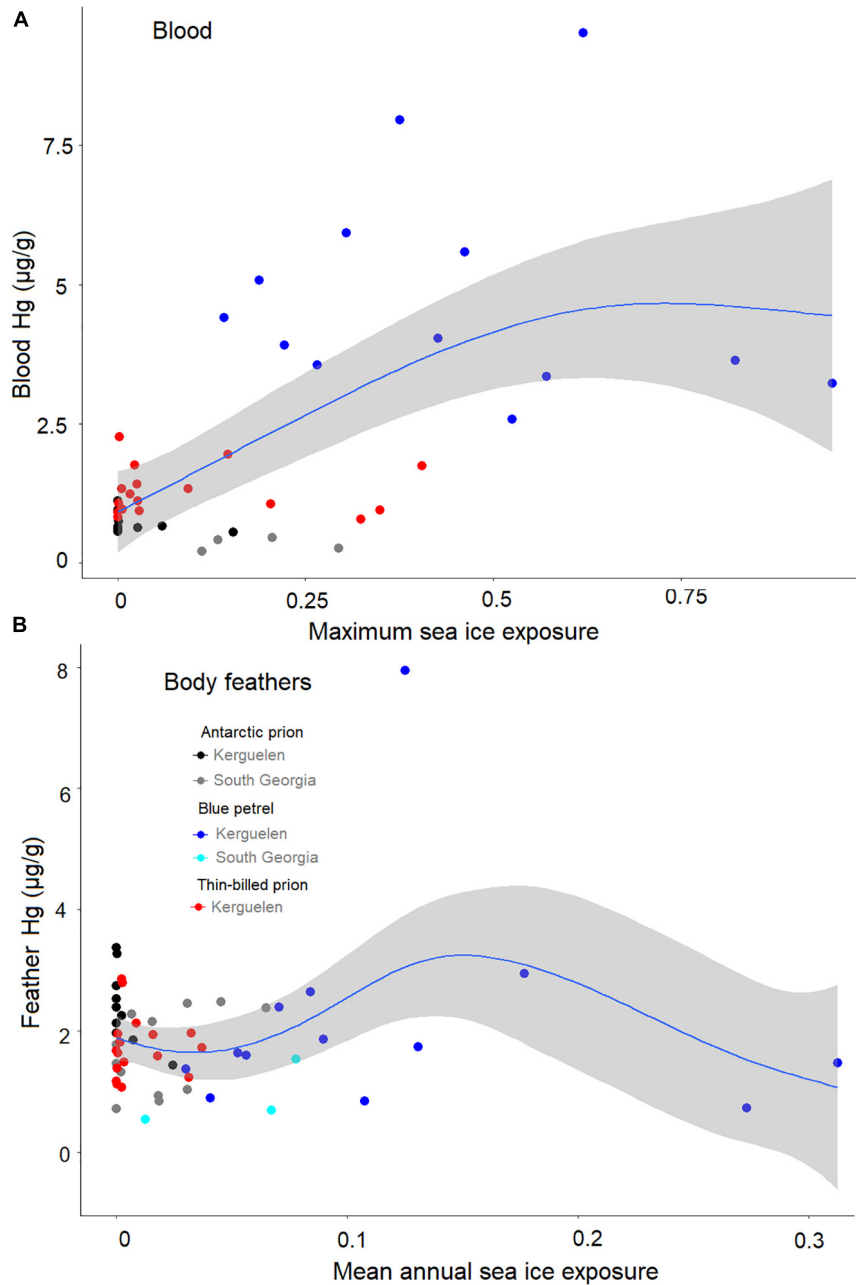 A
Blood
7.5
5
2.5
0
Blood Hg (µg/g)
0 0.25 0.5 0.75
Maximum sea ice exposure
B
Body feathers
Antarctic prion
Kerguelen
South Georgia
Blue petrel
Kerguelen
South Georgia
Thin-billed prion
Kerguelen
8
6
4
2
0
Feather Hg (µg/g)
0 0.1 0.2 0.3
Mean annual sea ice exposure